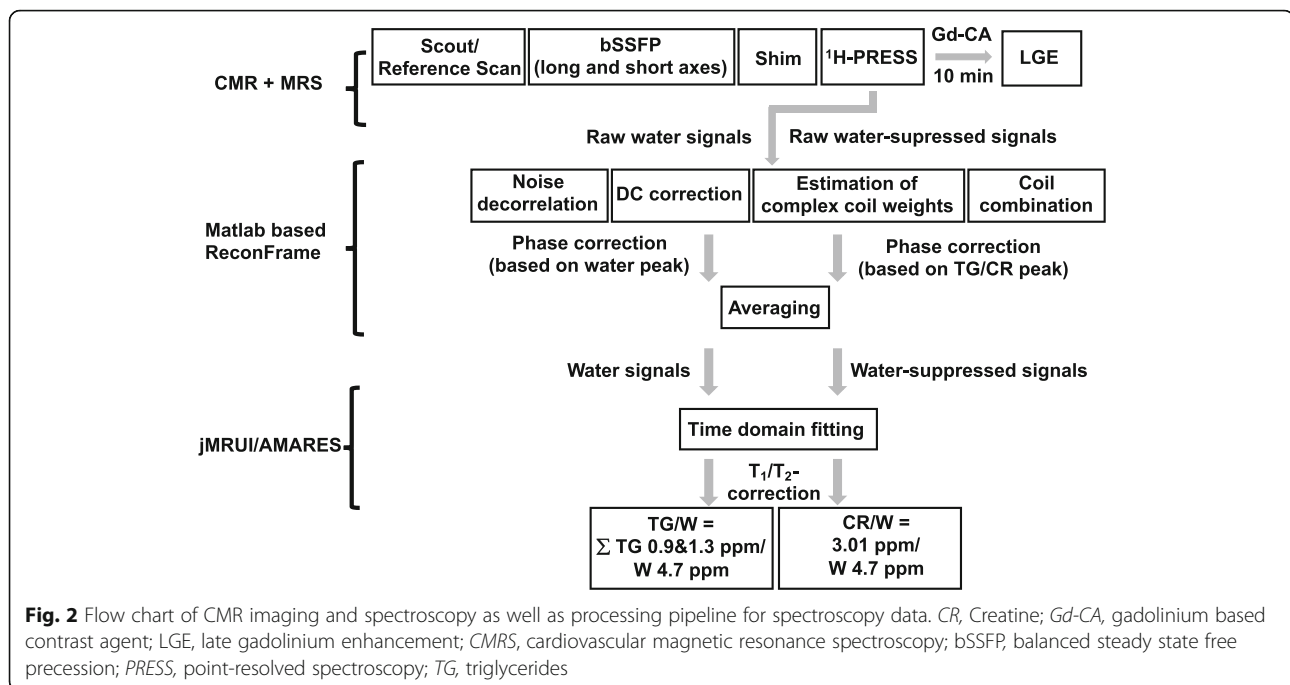 Scout/
Reference Scan
bSSFP
(long and short axes)
Shim
¹H-PRESS
Gd-CA
10 min
LGE
CMR + MRS
Raw water signals
Raw water-supressed signals
Noise
decorrelation
DC correction
Estimation of
complex coil weights
Coil
combination
Matlab based
ReconFrame
Phase correction
(based on water peak)
Phase correction
(based on TG/CR peak)
Averaging
Water signals
Water-suppressed signals
jMRUI/AMARES
Time domain fitting
T₁/T₂-
correction
TG/W =
Σ TG 0.9&1.3 ppm/
W 4.7 ppm
CR/W =
3.01 ppm/
W 4.7 ppm
Fig. 2 Flow chart of CMR imaging and spectroscopy as well as processing pipeline for spectroscopy data. CR, Creatine; Gd-CA, gadolinium based
contrast agent; LGE, late gadolinium enhancement; CMRS, cardiovascular magnetic resonance spectroscopy; bSSFP, balanced steady state free
precession; PRESS, point-resolved spectroscopy; TG, triglycerides